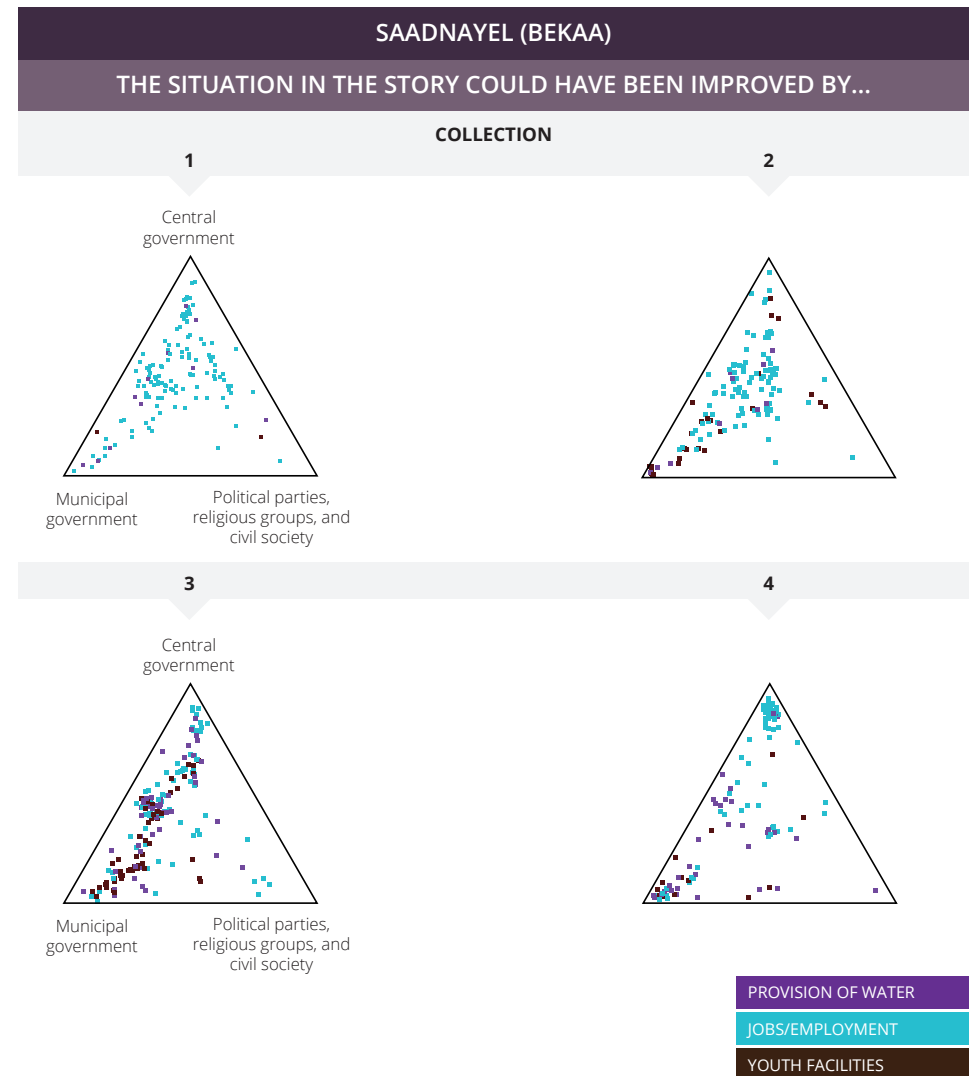 SAADNAYEL (BEKAA)
THE SITUATION IN THE STORY COULD HAVE BEEN IMPROVED BY...
COLLECTION
1
2
Central
government
Municipal
government
Political parties,
religious groups, and
civil society
3
4
Central
government
Municipal
government
Political parties,
religious groups, and
civil society
PROVISION OF WATER
JOBS/EMPLOYMENT
YOUTH FACILITIES